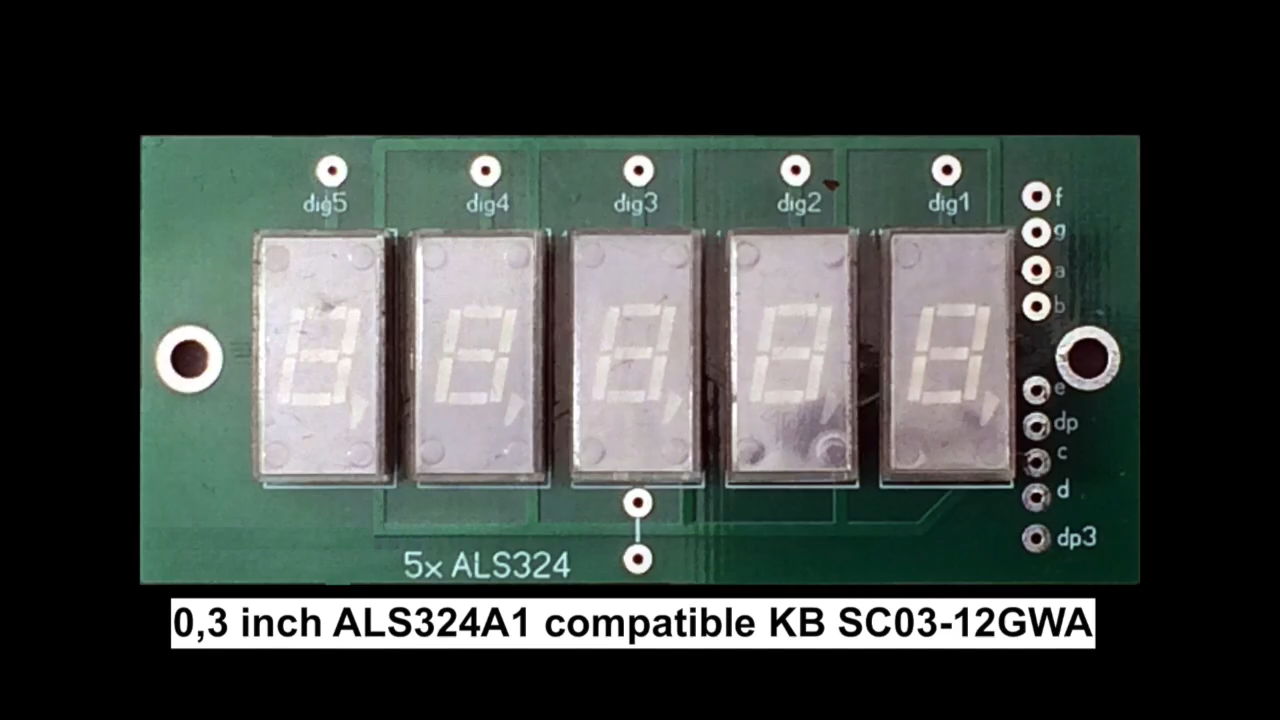 dig5 dig4 dig3 dig2 dig1
f
g
a
b
e
dp
c
d
dp3
5x ALS324
0,3 inch ALS324A1 compatible KB SC03-12GWA